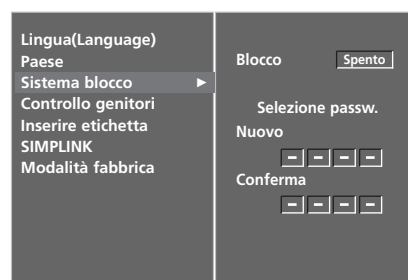 Lingua(Language)
Paese
Sistema blocco ►
Controllo genitori
Inserire etichetta
SIMPLINK
Modalità fabbrica
Blocco Spento
Selezione passw.
Nuovo
– – – –
Conferma
– – – –